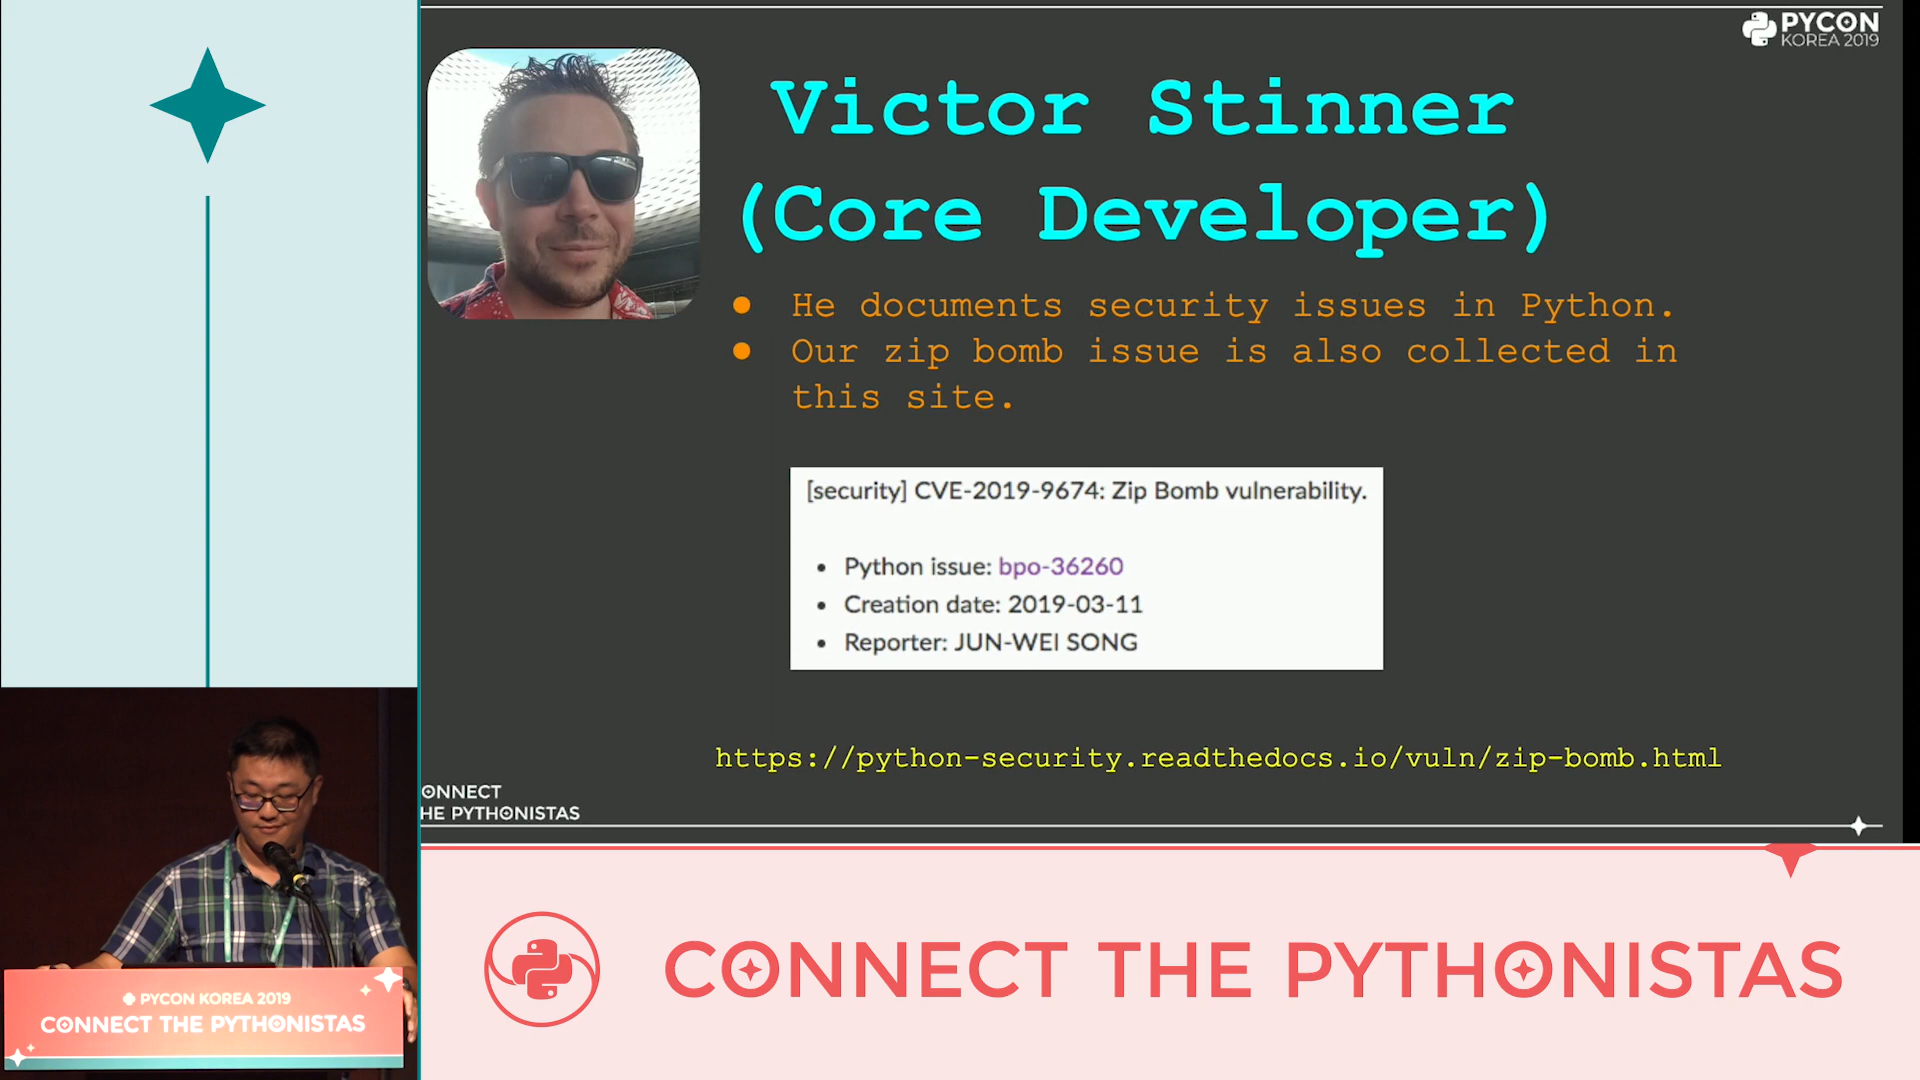 PYCON
KOREA 2019
Victor Stinner
(Core Developer)
● He documents security issues in Python.
● Our zip bomb issue is also collected in
this site.
[security] CVE-2019-9674: Zip Bomb vulnerability.
• Python issue: bpo-36260
• Creation date: 2019-03-11
• Reporter: JUN-WEI SONG
https://python-security.readthedocs.io/vuln/zip-bomb.html
ONNECT
HE PYTHONISTAS
PYCON KOREA 2019
CONNECT THE PYTHONISTAS
CONNECT THE PYTHONISTAS